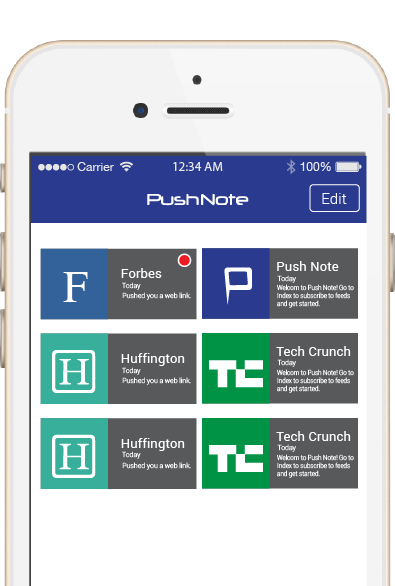 Carrier 12:34 AM 100%
PushNote Edit
F
Forbes
Today
Pushed you a web link.
P
Push Note
Today
Welcom to Push Note! Go to
Index to subscribe to feeds
and get started.
H
Huffington
Today
Pushed you a web link.
TC
Tech Crunch
Today
Welcom to Push Note! Go to
Index to subscribe to feeds
and get started.
H
Huffington
Today
Pushed you a web link.
TC
Tech Crunch
Today
Welcom to Push Note! Go to
Index to subscribe to feeds
and get started.